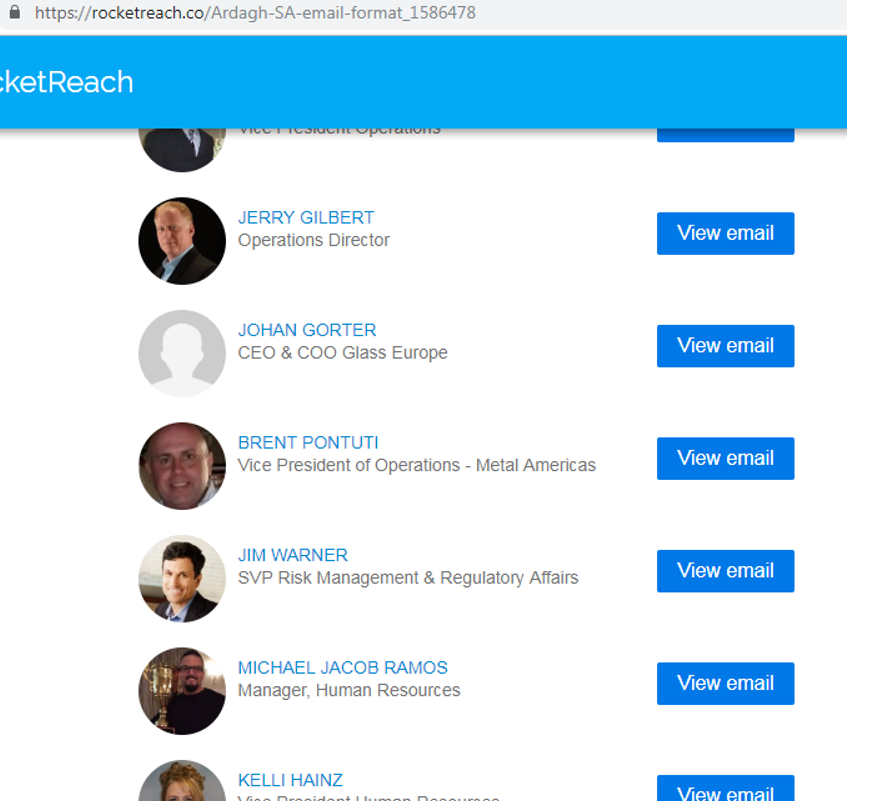 https://rocketreach.co/Ardagh-SA-email-format_1586478
cketReach
Vice President Operations
JERRY GILBERT
Operations Director
View email
JOHAN GORTER
CEO & COO Glass Europe
View email
BRENT PONTUTI
Vice President of Operations - Metal Americas
View email
JIM WARNER
SVP Risk Management & Regulatory Affairs
View email
MICHAEL JACOB RAMOS
Manager, Human Resources
View email
KELLI HAINZ
Vice President Human Resources
View email